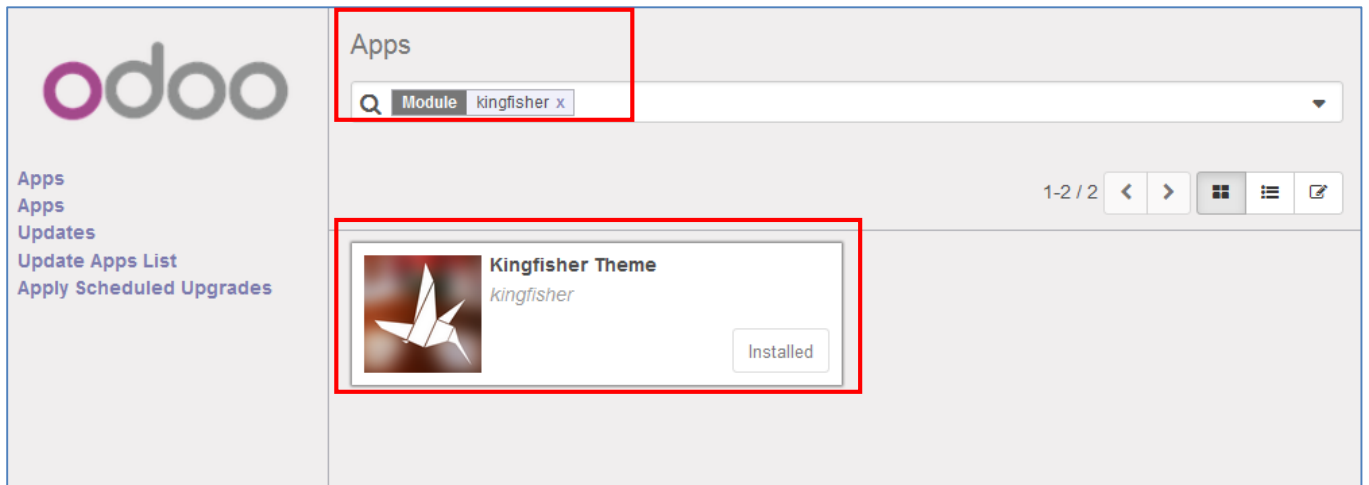 odoo
Apps
Apps
Updates
Update Apps List
Apply Scheduled Upgrades
Apps
Module kingfisher x
1-2 / 2
Kingfisher Theme
kingfisher
Installed